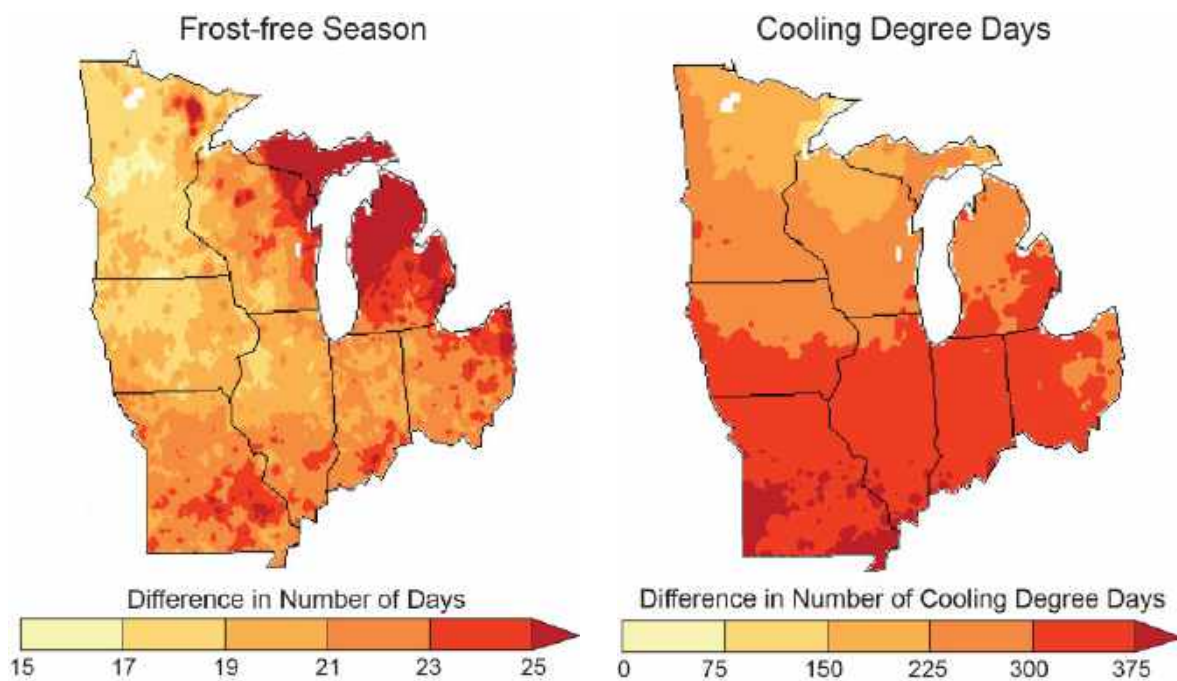 Frost-free Season
Cooling Degree Days
Difference in Number of Days
15 17 19 21 23 25
Difference in Number of Cooling Degree Days
0 75 150 225 300 375